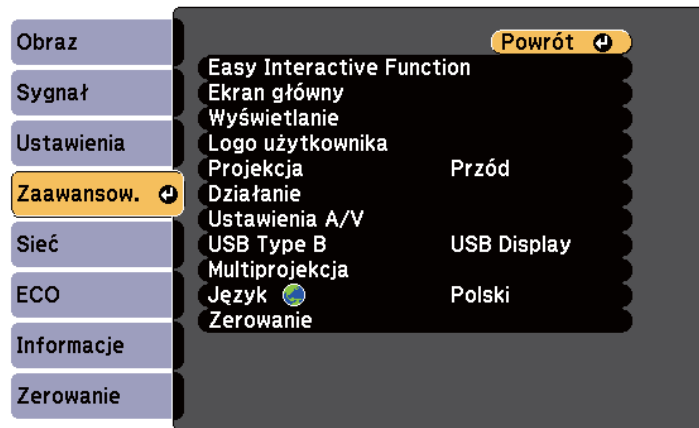 Obraz
Sygnał
Ustawienia
Zaawansow.
Sieć
ECO
Informacje
Zerowanie
Powrót
Easy Interactive Function
Ekran główny
Wyświetlanie
Logo użytkownika
Projekcja Przód
Działanie
Ustawienia A/V
USB Type B USB Display
Multiprojekcja
Język Polski
Zerowanie